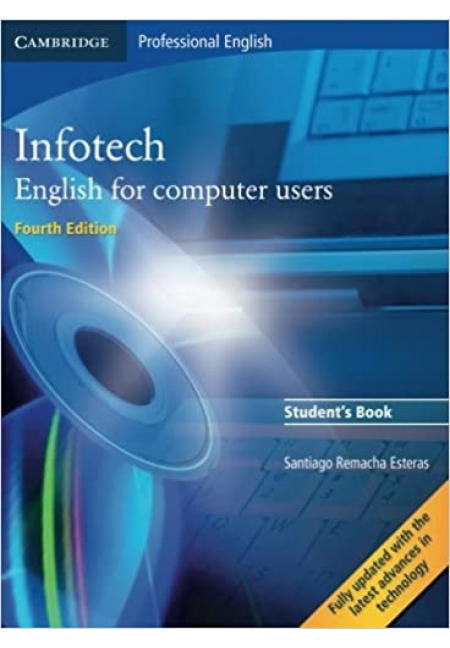 CAMBRIDGE Professional English
Infotech
English for computer users
Fourth Edition
Student's Book
Santiago Remacha Esteras
Fully updated with the
latest advances in
technology